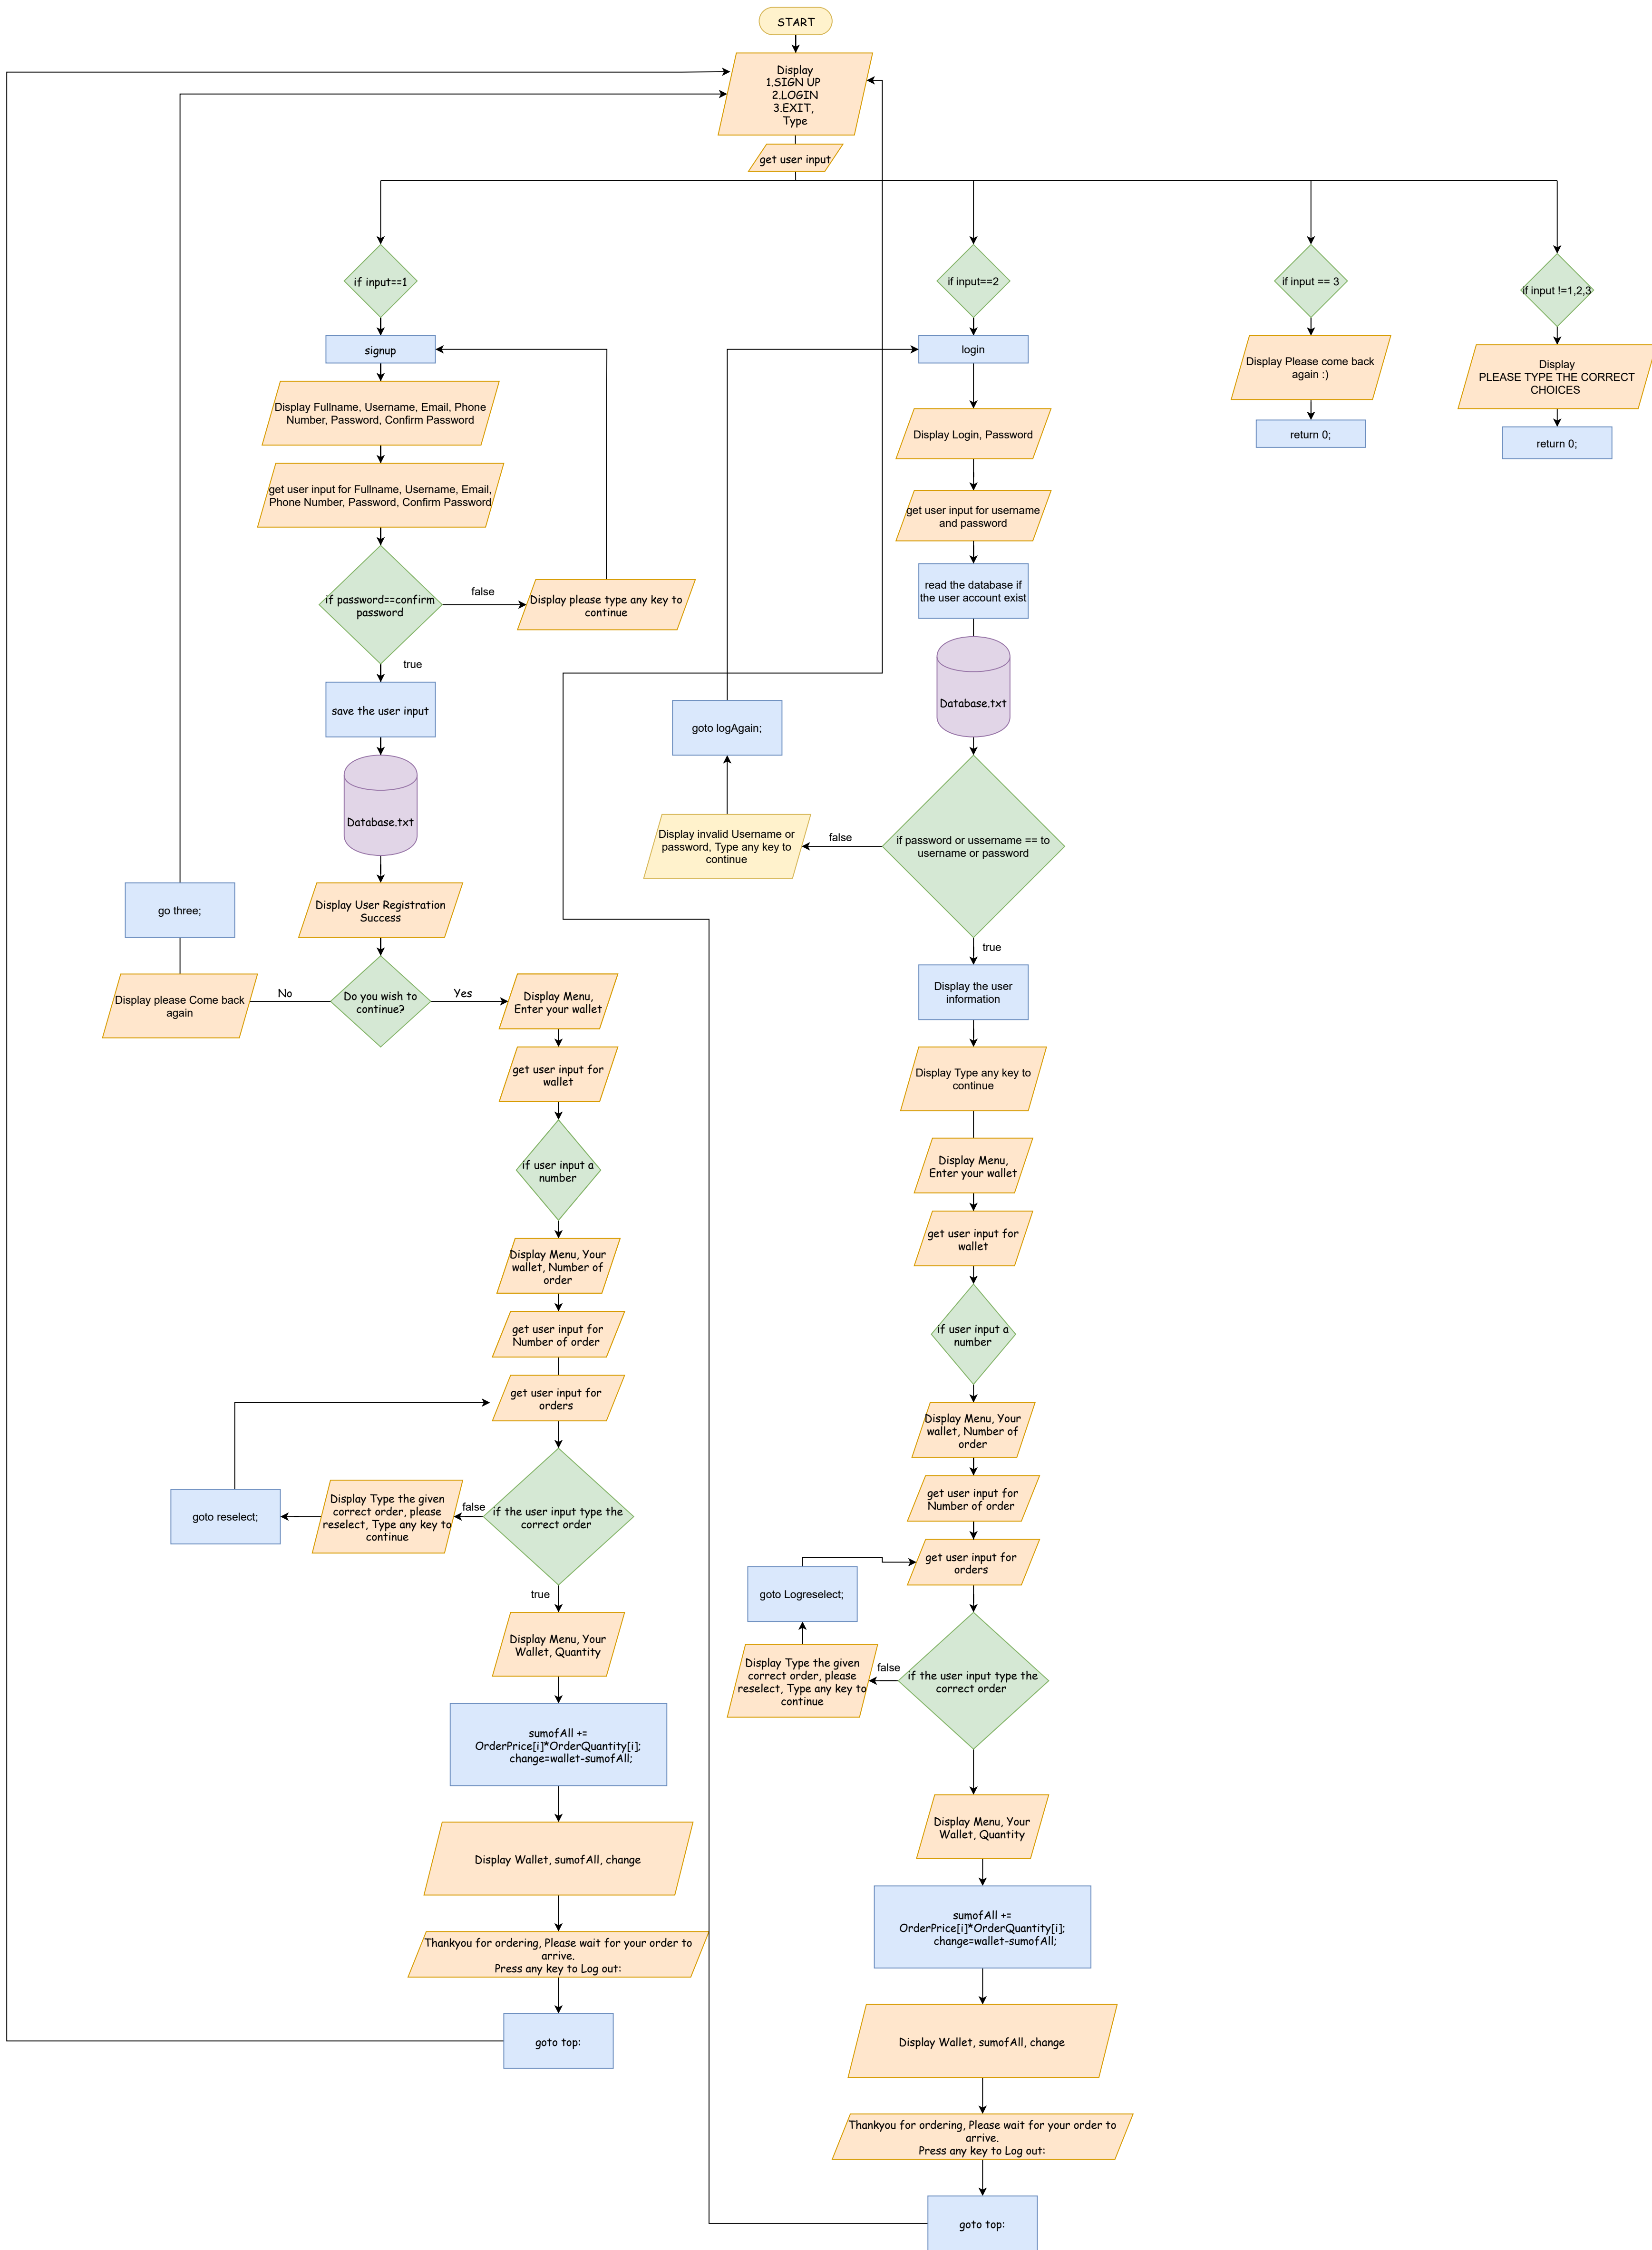 START
Display
1.SIGN UP
2.LOGIN
3.EXIT,
Type
get user input
if input==1
signup
Display Fullname, Username, Email, Phone
Number, Password, Confirm Password
get user input for Fullname, Username, Email,
Phone Number, Password, Confirm Password
if password==confirm
password
false
Display please type any key to
continue
true
save the user input
Database.txt
Display User Registration
Success
Do you wish to
continue?
No
Display please Come back
again
go three;
Yes
Display Menu,
Enter your wallet
get user input for
wallet
if user input a
number
Display Menu, Your
wallet, Number of
order
get user input for
Number of order
get user input for
orders
if the user input type the
correct order
false
Display Type the given
correct order, please
reselect, Type any key to
continue
goto reselect;
true
Display Menu, Your
Wallet, Quantity
sumofAll +=
OrderPrice[i]*OrderQuantity[i];
change=wallet-sumofAll;
Display Wallet, sumofAll, change
Thankyou for ordering, Please wait for your order to
arrive.
Press any key to Log out:
goto top:
if input==2
login
Display Login, Password
get user input for username
and password
read the database if
the user account exist
Database.txt
if password or ussername == to
username or password
false
Display invalid Username or
password, Type any key to
continue
goto logAgain;
true
Display the user
information
Display Type any key to
continue
Display Menu,
Enter your wallet
get user input for
wallet
if user input a
number
Display Menu, Your
wallet, Number of
order
get user input for
Number of order
get user input for
orders
if the user input type the
correct order
false
Display Type the given
correct order, please
reselect, Type any key to
continue
goto Logreselect;
Display Menu, Your
Wallet, Quantity
sumofAll +=
OrderPrice[i]*OrderQuantity[i];
change=wallet-sumofAll;
Display Wallet, sumofAll, change
Thankyou for ordering, Please wait for your order to
arrive.
Press any key to Log out:
goto top:
if input == 3
Display Please come back
again :)
return 0;
if input !=1,2,3
Display
PLEASE TYPE THE CORRECT
CHOICES
return 0;